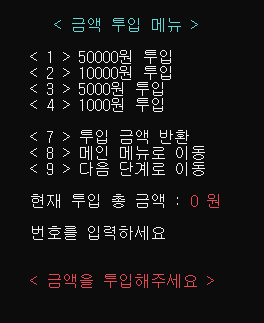 < 금액 투입 메뉴 >
< 1 > 50000원 투입
< 2 > 10000원 투입
< 3 > 5000원 투입
< 4 > 1000원 투입
< 7 > 투입 금액 반환
< 8 > 메인 메뉴로 이동
< 9 > 다음 단계로 이동
현재 투입 총 금액 : 0 원
번호를 입력하세요
< 금액을 투입해주세요 >